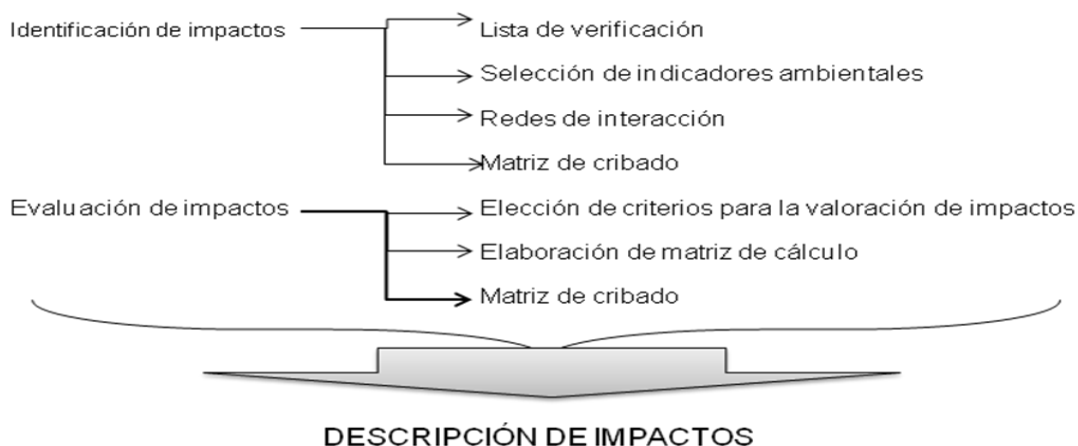 Identificación de impactos
Lista de verificación
Selección de indicadores ambientales
Redes de interacción
Matriz de cribado
Evaluación de impactos
Elección de criterios para la valoración de impactos
Elaboración de matriz de cálculo
Matriz de cribado
DESCRIPCIÓN DE IMPACTOS